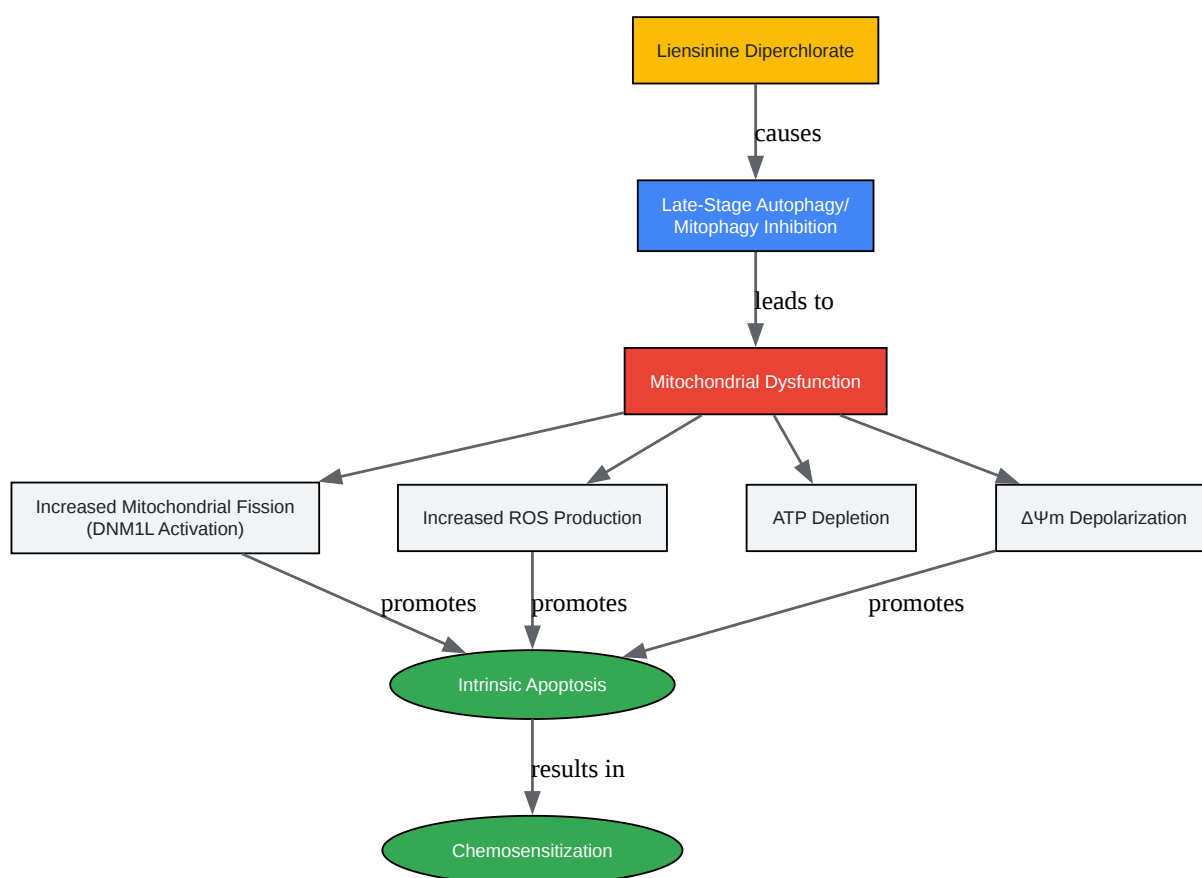 Liensinine Diperchlorate
causes
Late-Stage Autophagy/
Mitophagy Inhibition
leads to
Mitochondrial Dysfunction
Increased Mitochondrial Fission
(DNM1L Activation)
Increased ROS Production
ATP Depletion
ΔΨm Depolarization
promotes
promotes
promotes
Intrinsic Apoptosis
results in
Chemosensitization